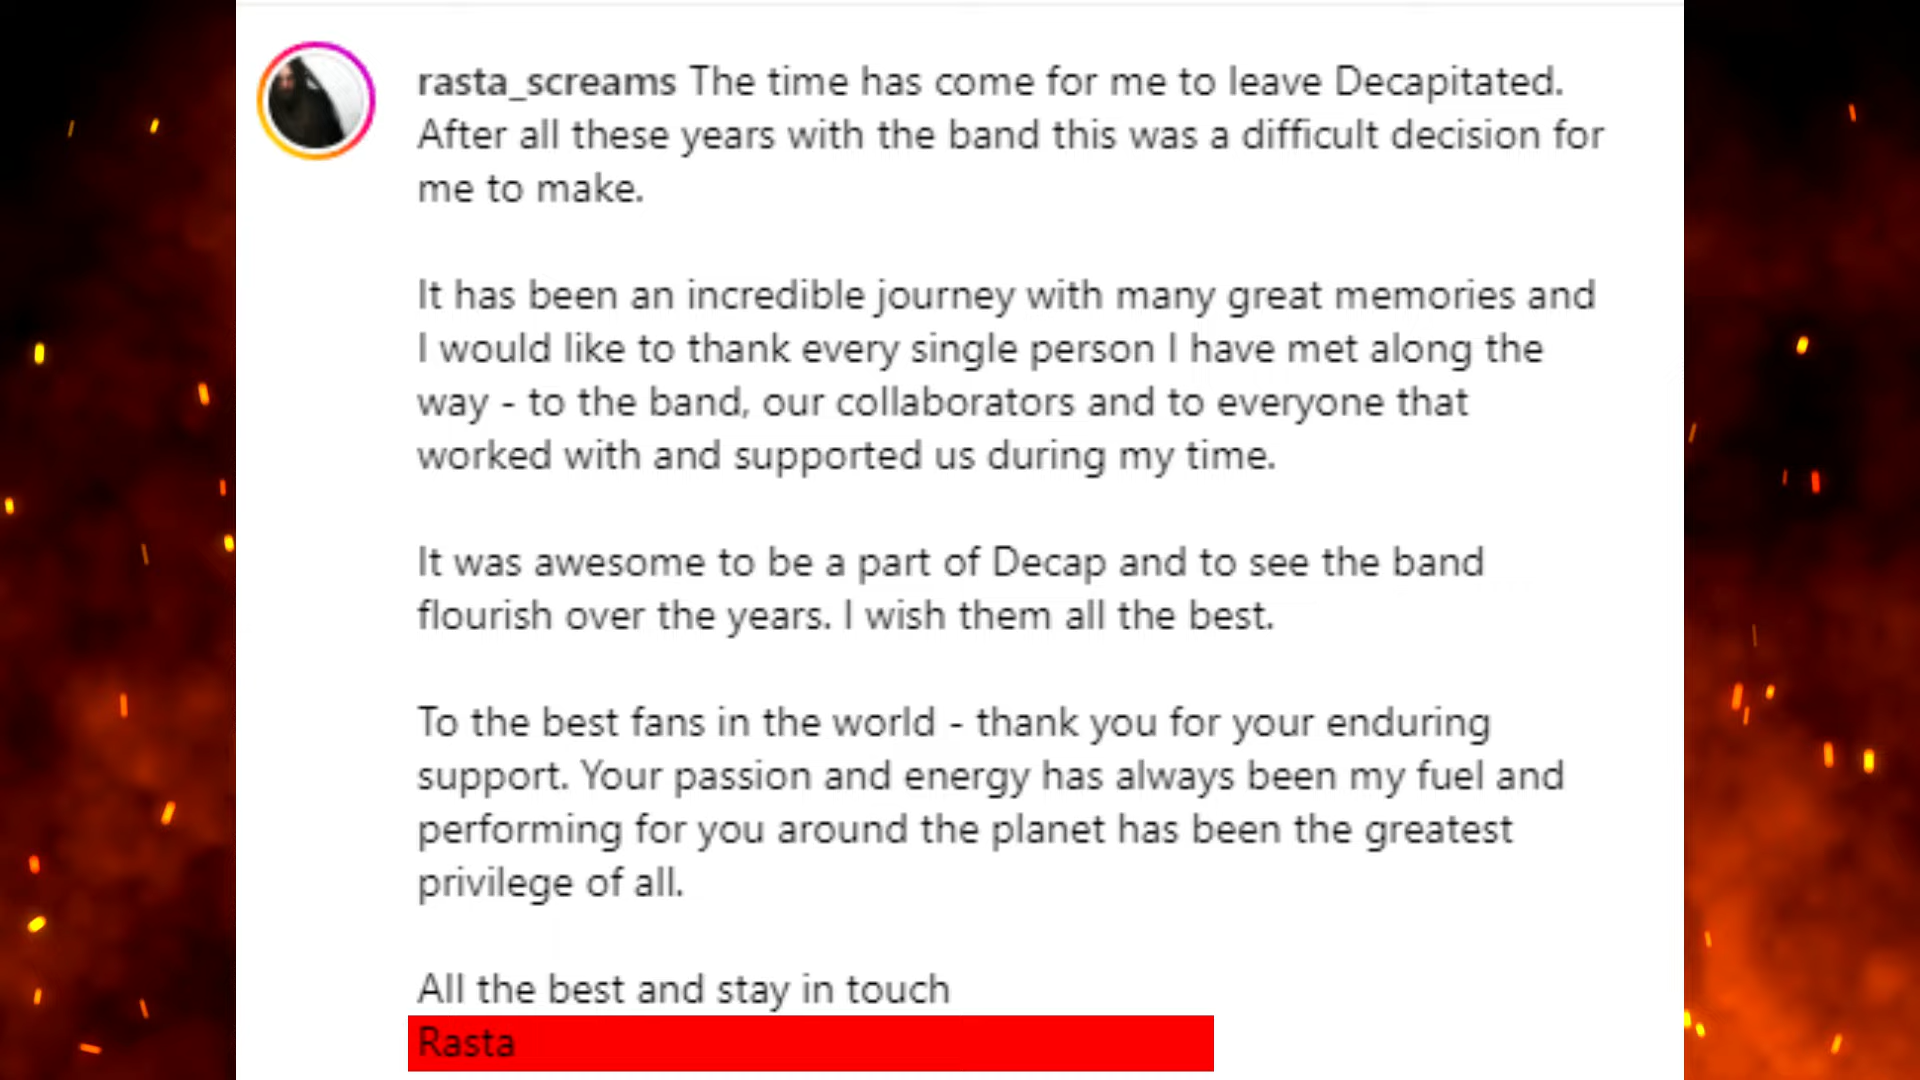 rasta_screams The time has come for me to leave Decapitated.
After all these years with the band this was a difficult decision for
me to make.
It has been an incredible journey with many great memories and
I would like to thank every single person I have met along the
way - to the band, our collaborators and to everyone that
worked with and supported us during my time.
It was awesome to be a part of Decap and to see the band
flourish over the years. I wish them all the best.
To the best fans in the world - thank you for your enduring
support. Your passion and energy has always been my fuel and
performing for you around the planet has been the greatest
privilege of all.
All the best and stay in touch
Rasta